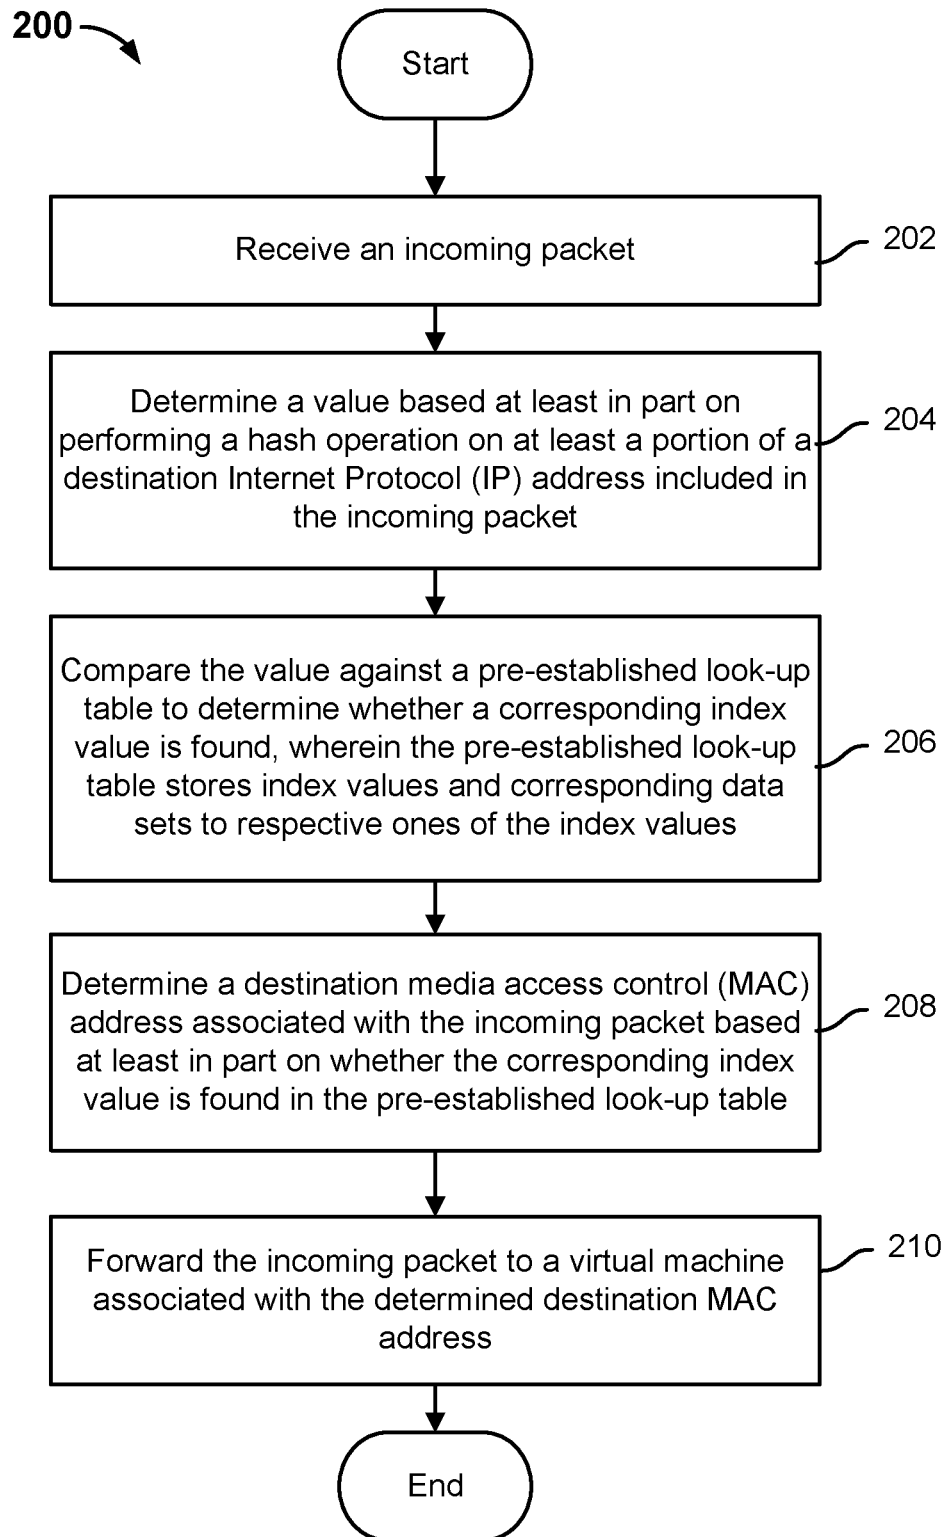 200
Start
Receive an incoming packet
202
Determine a value based at least in part on
performing a hash operation on at least a portion of a
destination Internet Protocol (IP) address included in
the incoming packet
204
Compare the value against a pre-established look-up
table to determine whether a corresponding index
value is found, wherein the pre-established look-up
table stores index values and corresponding data
sets to respective ones of the index values
206
Determine a destination media access control (MAC)
address associated with the incoming packet based
at least in part on whether the corresponding index
value is found in the pre-established look-up table
208
Forward the incoming packet to a virtual machine
associated with the determined destination MAC
address
210
End